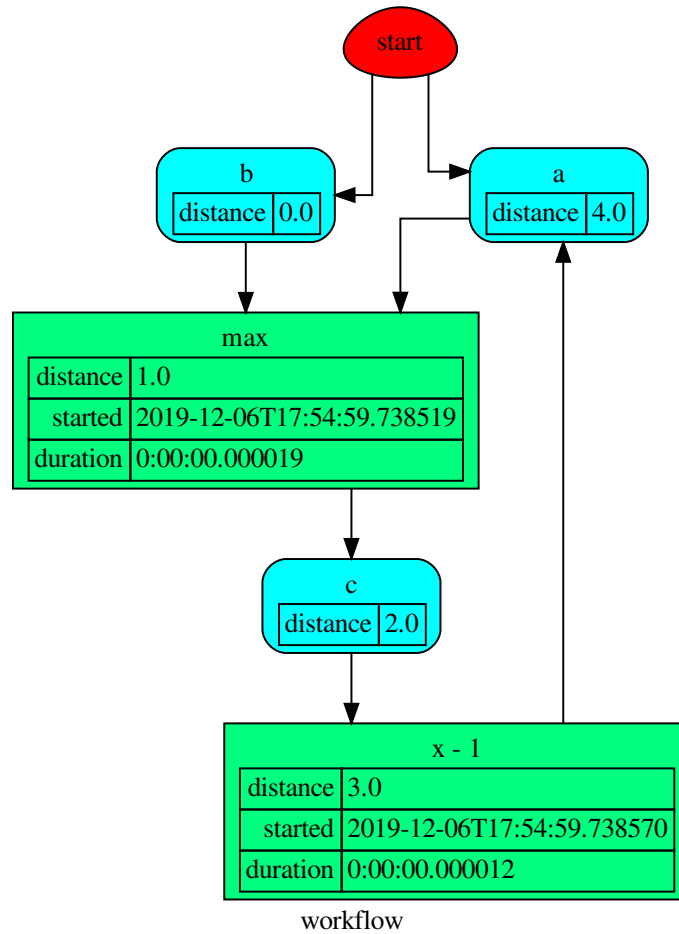 start
b
distance 0.0
a
distance 4.0
max
distance 1.0
started 2019-12-06T17:54:59.738519
duration 0:00:00.000019
c
distance 2.0
x - 1
distance 3.0
started 2019-12-06T17:54:59.738570
duration 0:00:00.000012
workflow